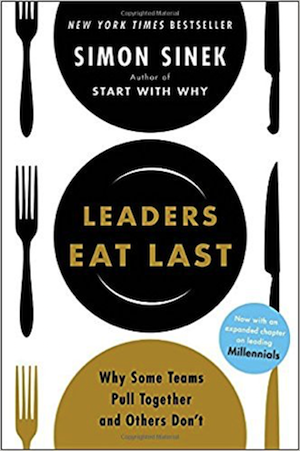 NEW YORK TIMES BESTSELLER
SIMON SINEK
Author of
START WITH WHY
LEADERS
EAT LAST
Now with an
expanded chapter
on leading
Millennials
Why Some Teams
Pull Together
and Others Don't